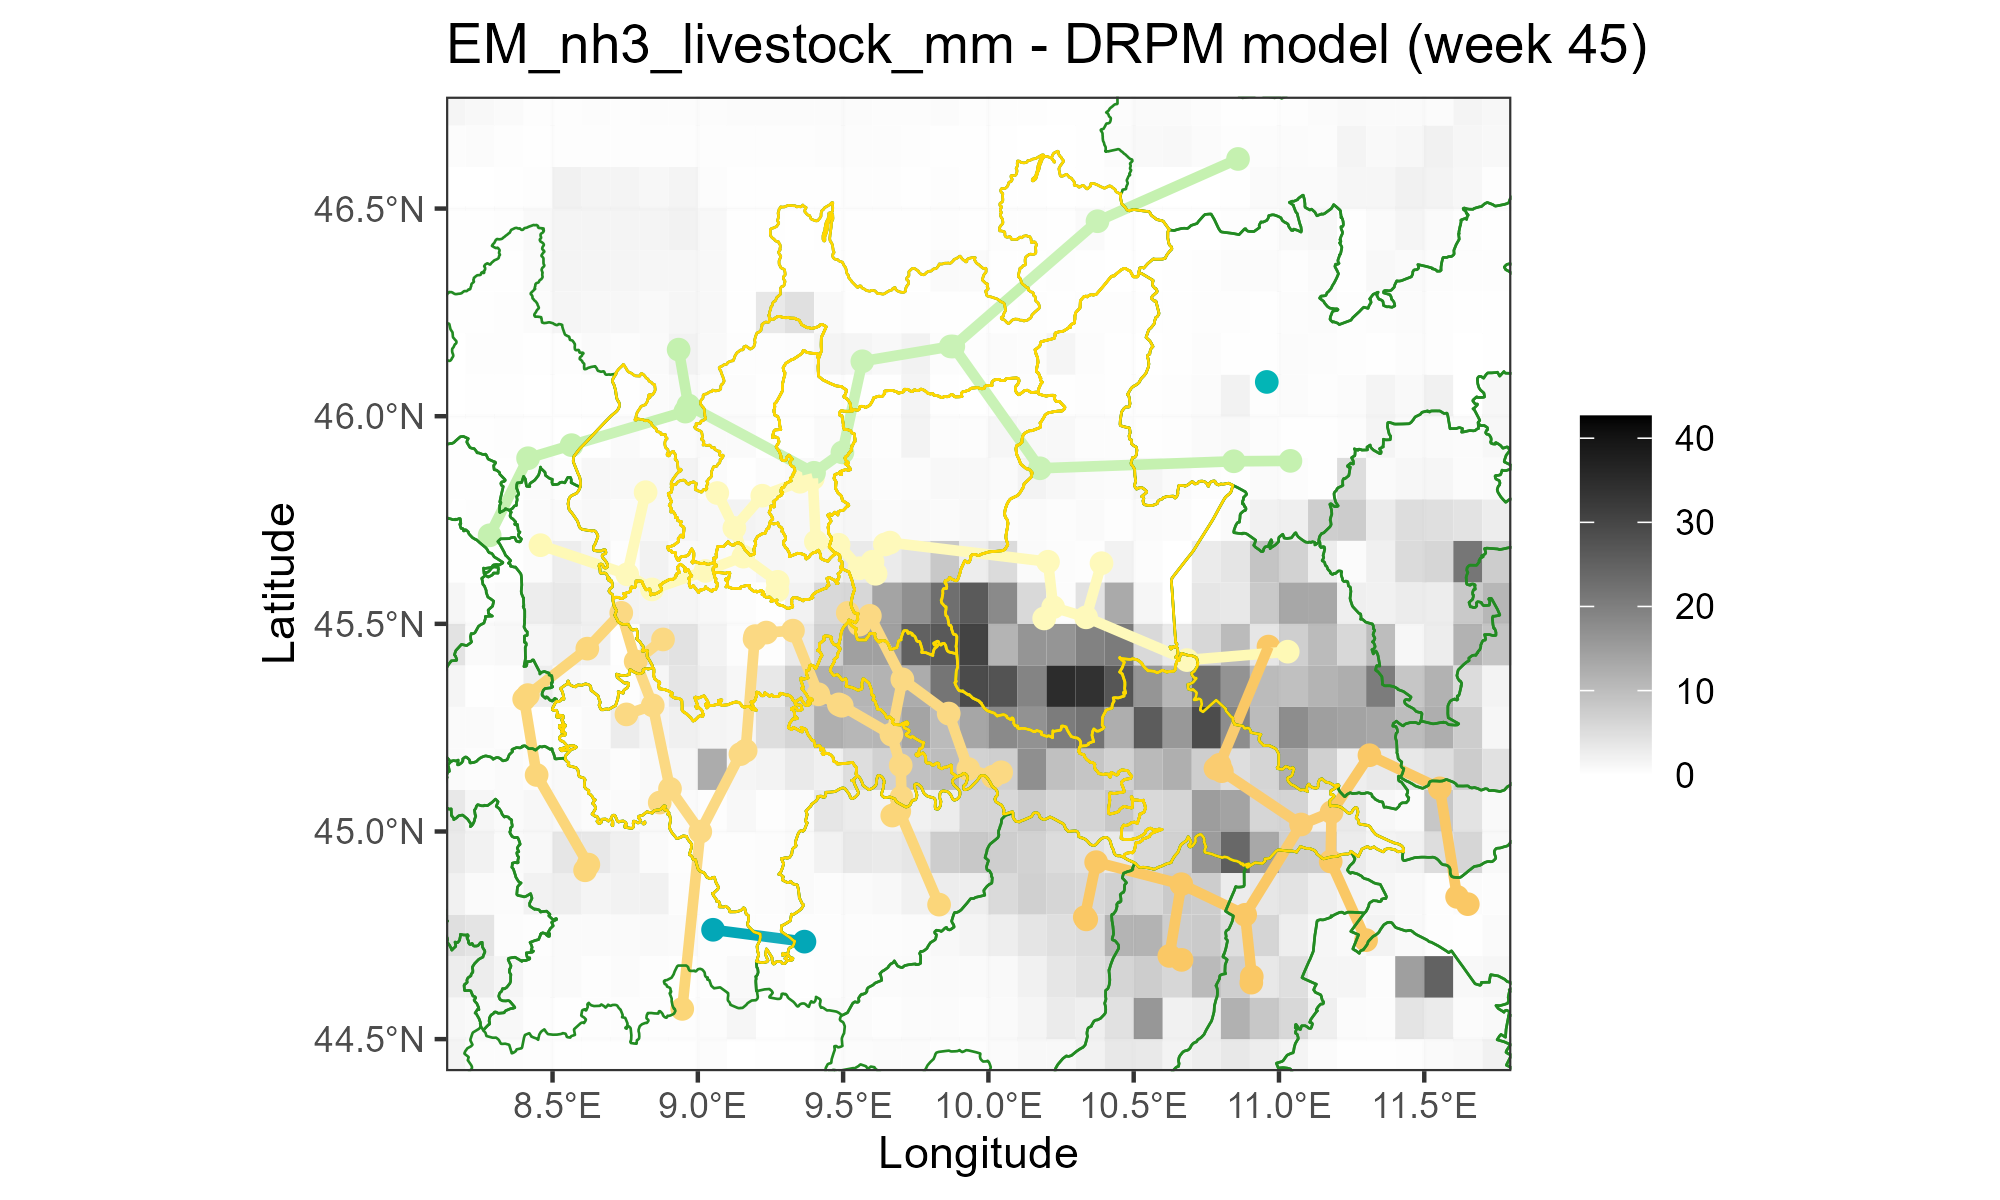 EM_nh3_livestock_mm - DRPM model (week 45)
46.5°N
46.0°N
45.5°N
45.0°N
44.5°N
Latitude
8.5°E
9.0°E
9.5°E
10.0°E
10.5°E
11.0°E
11.5°E
Longitude
40
30
20
10
0